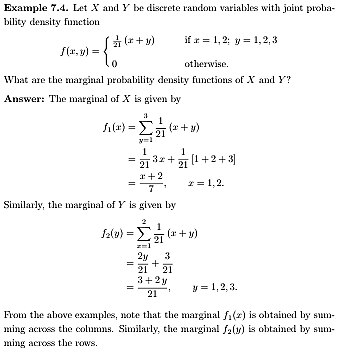 Example 7.4. Let X and Y be discrete random variables with joint proba-
bility density function
f(x, y) = { 1/21 (x + y) if x = 1, 2; y = 1, 2, 3
0 otherwise.
What are the marginal probability density functions of X and Y?
Answer: The marginal of X is given by
f₁(x) = ∑_{y=1}^{3} 1/21 (x + y)
= 1/21 3x + 1/21 [1 + 2 + 3]
= (x + 2)/7, x = 1, 2.
Similarly, the marginal of Y is given by
f₂(y) = ∑_{x=1}^{2} 1/21 (x + y)
= 2y/21 + 3/21
= (3 + 2y)/21, y = 1, 2, 3.
From the above examples, note that the marginal f₁(x) is obtained by sum-
ming across the columns. Similarly, the marginal f₂(y) is obtained by sum-
ming across the rows.